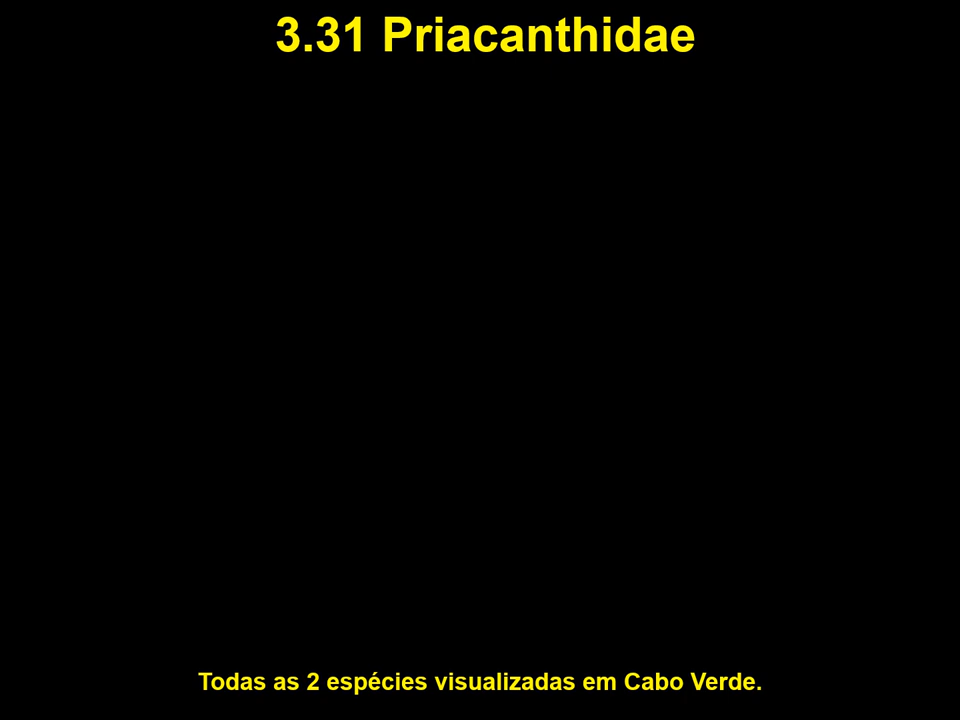 3.31 Priacanthidae
Todas as 2 espécies visualizadas em Cabo Verde.